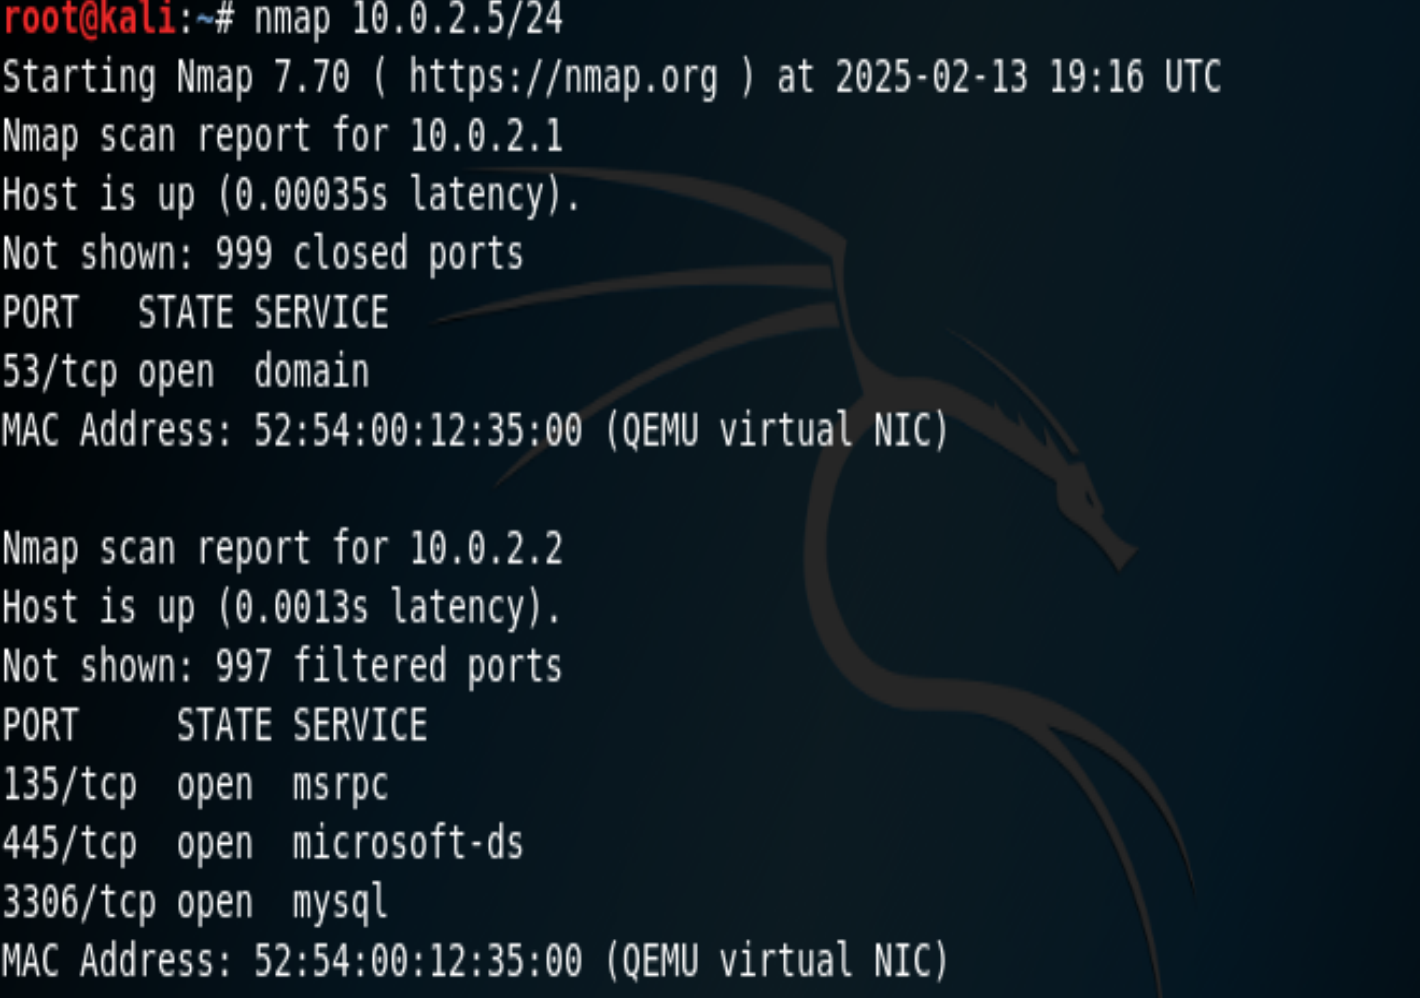 root@kali:~# nmap 10.0.2.5/24
Starting Nmap 7.70 ( https://nmap.org ) at 2025-02-13 19:16 UTC
Nmap scan report for 10.0.2.1
Host is up (0.00035s latency).
Not shown: 999 closed ports
PORT   STATE SERVICE
53/tcp open  domain
MAC Address: 52:54:00:12:35:00 (QEMU virtual NIC)

Nmap scan report for 10.0.2.2
Host is up (0.0013s latency).
Not shown: 997 filtered ports
PORT     STATE SERVICE
135/tcp  open  msrpc
445/tcp  open  microsoft-ds
3306/tcp open  mysql
MAC Address: 52:54:00:12:35:00 (QEMU virtual NIC)